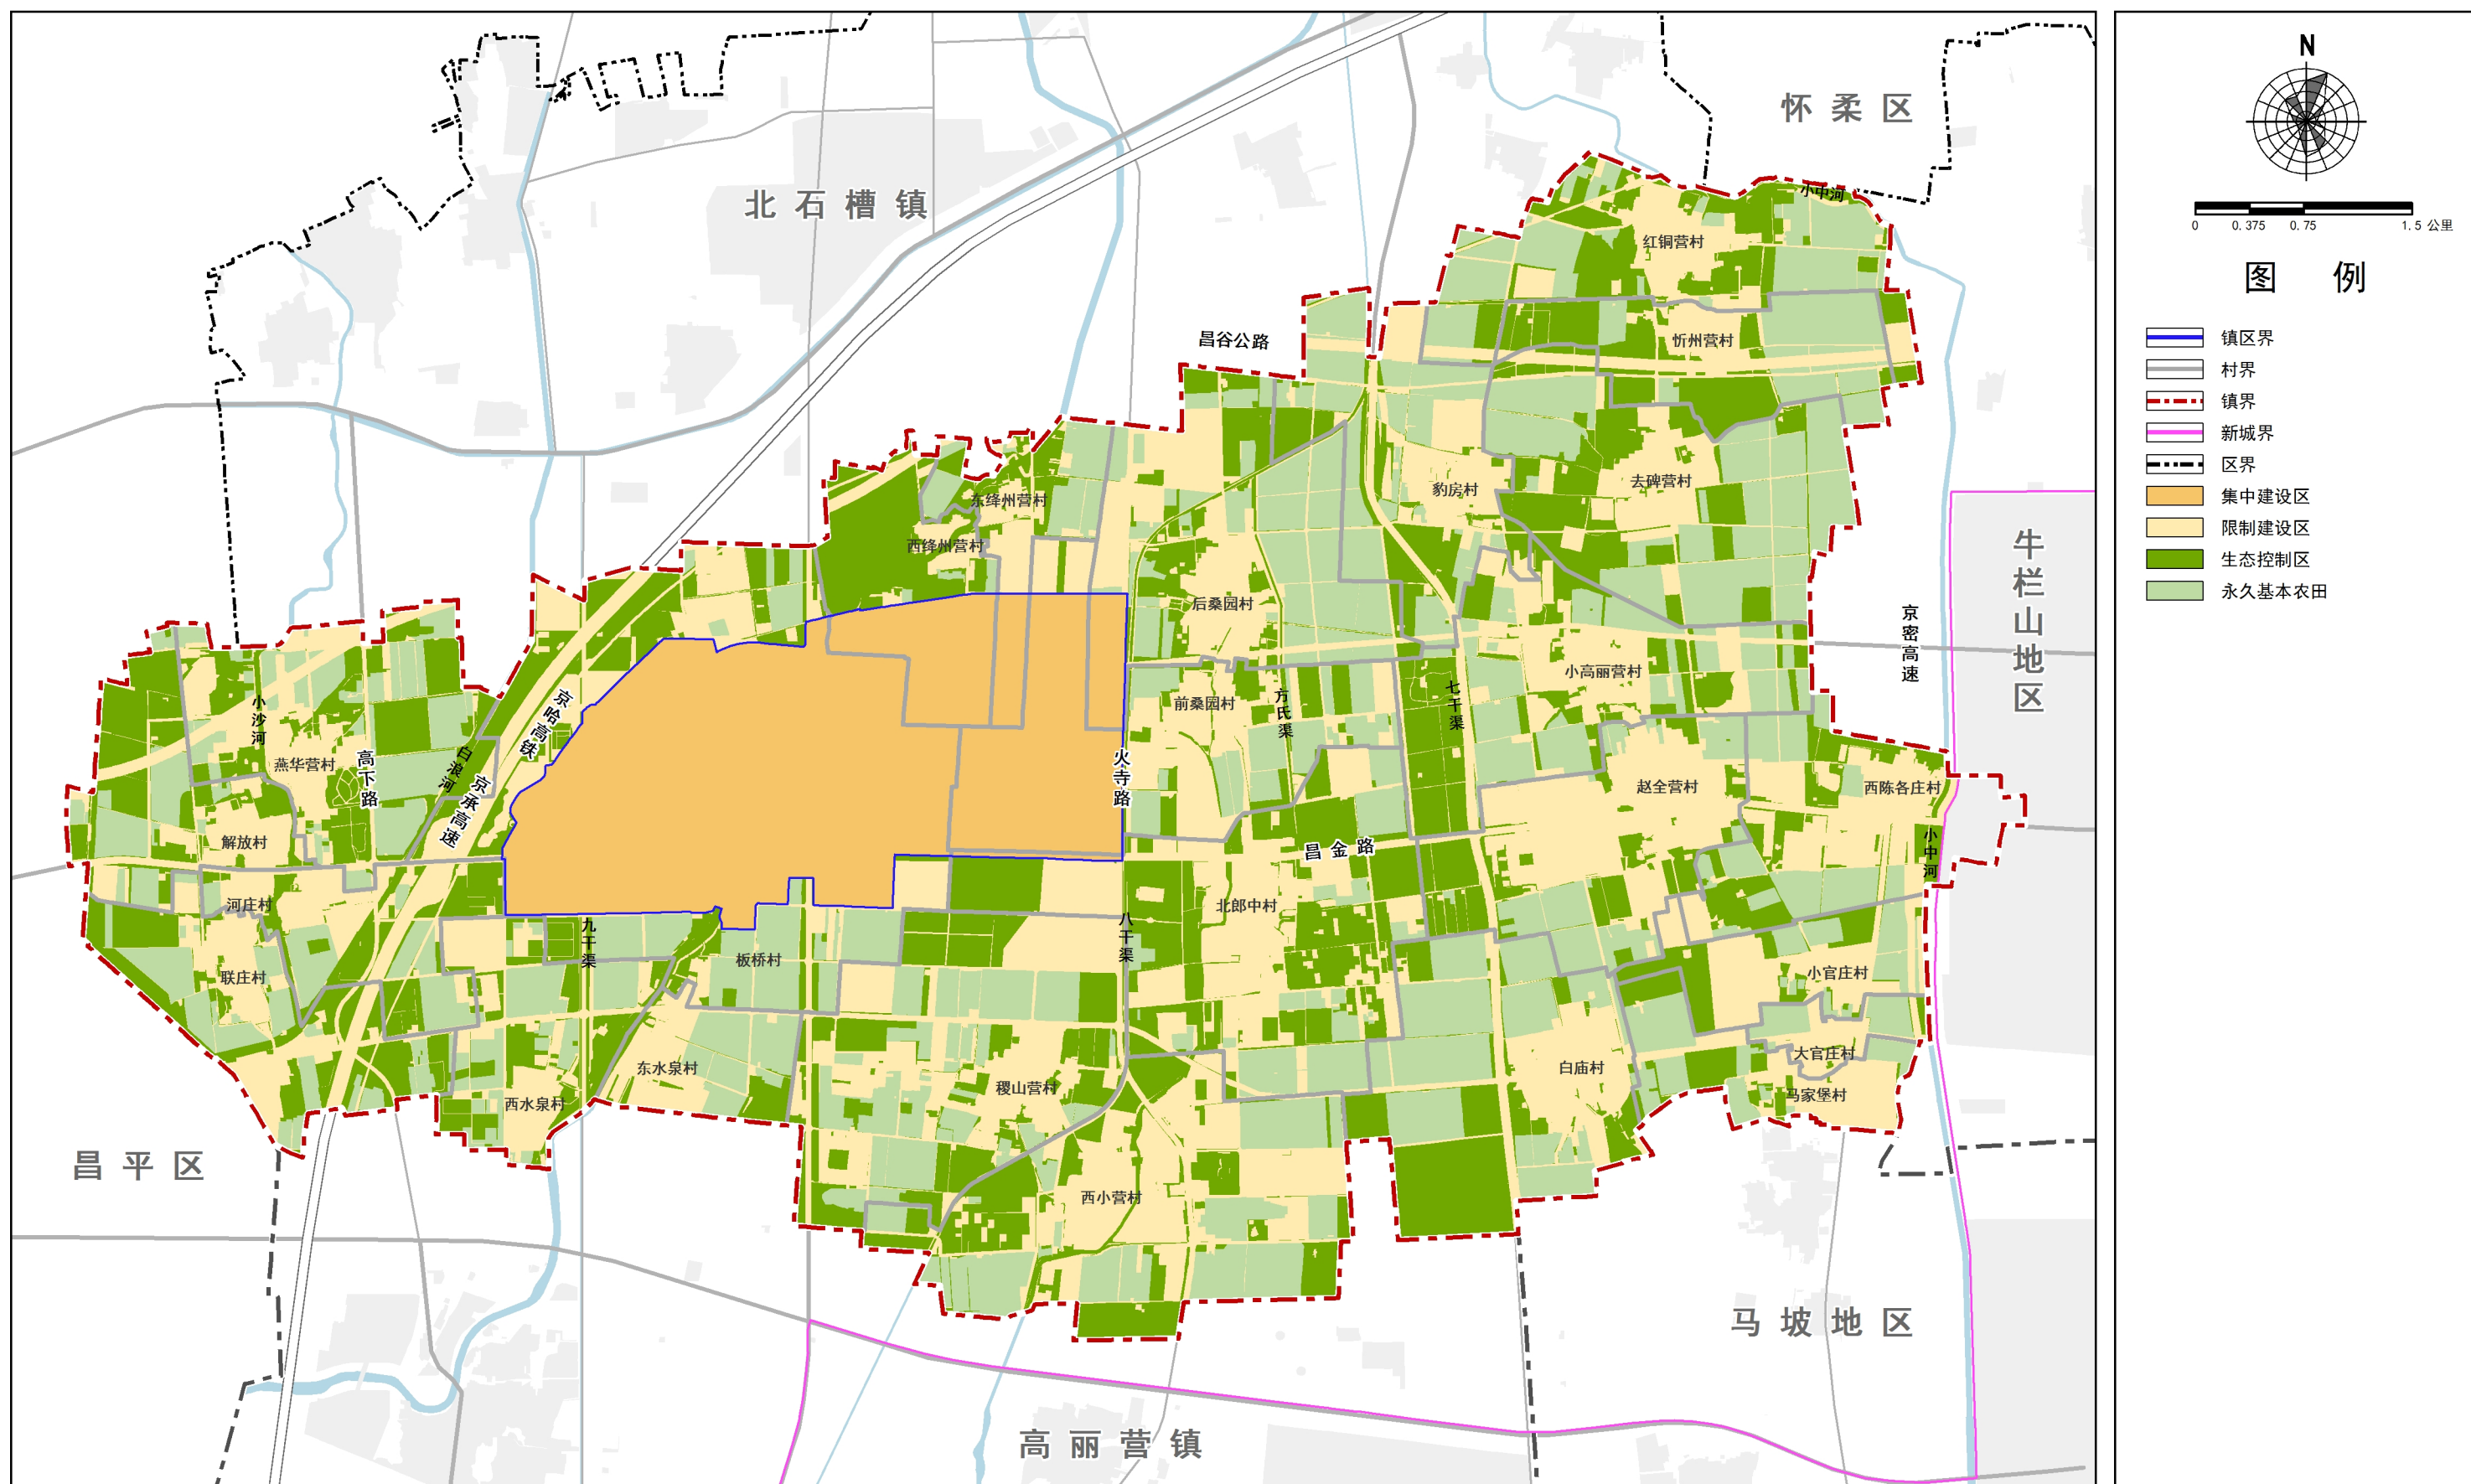 怀柔区
北石槽镇
小中河
红铜营村
昌谷公路
忻州营村
东绛州营村
豹房村
去碑营村
西绛州营村
牛栏山地区
后桑园村
京密高速
小高丽营村
京哈高铁
小沙河
前桑园村
方氏渠
七干渠
高下路
白浪河
燕华营村
京承高速
火寺路
赵全营村
西陈各庄村
解放村
昌金路
小中河
河庄村
北郎中村
九干渠
八干渠
板桥村
联庄村
小官庄村
大官庄村
东水泉村
稷山营村
白庙村
马家堡村
西水泉村
昌平区
西小营村
马坡地区
高丽营镇
N
0 0.375 0.75 1.5 公里
图 例
镇区界
村界
镇界
新城界
区界
集中建设区
限制建设区
生态控制区
永久基本农田